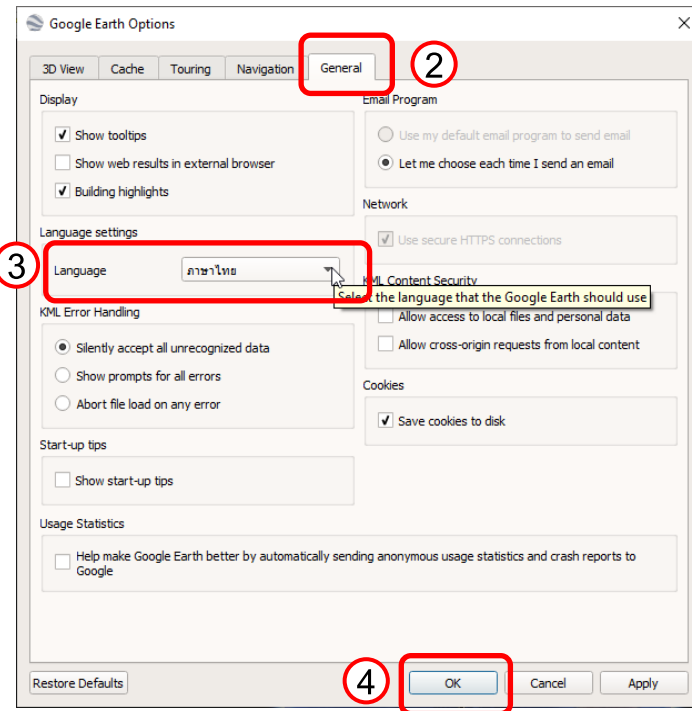 Google Earth Options
3D View Cache Touring Navigation General
2
Display
Show tooltips
Show web results in external browser
Building highlights
Language settings
3
Language ภาษาไทย
KML Error Handling
Silently accept all unrecognized data
Show prompts for all errors
Abort file load on any error
Start-up tips
Show start-up tips
Email Program
Use my default email program to send email
Let me choose each time I send an email
Network
Use secure HTTPS connections
KML Content Security
Select the language that the Google Earth should use
Allow access to local files and personal data
Allow cross-origin requests from local content
Cookies
Save cookies to disk
Usage Statistics
Help make Google Earth better by automatically sending anonymous usage statistics and crash reports to
Google
Restore Defaults
4
OK Cancel Apply